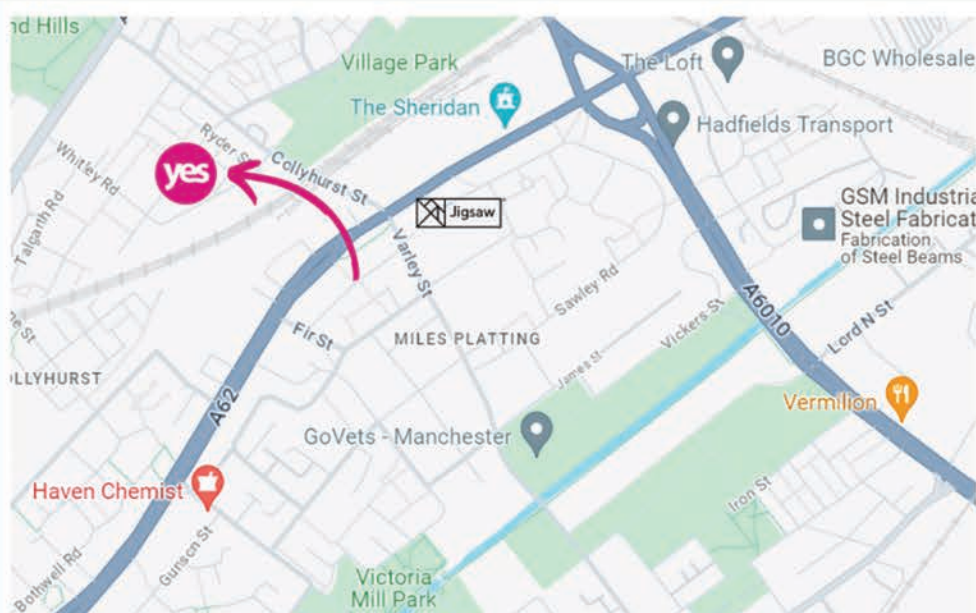 nd Hills
Village Park
The Loft
BGC Wholesale
The Sheridan
Hadfields Transport
Ryder S
Collyhurst St
Whitley Rd
yes
Talgarth Rd
Jigsaw
GSM Industria
Steel Fabricat
Fabrication
of Steel Beams
Varley St
Sawley Rd
A6010
Vickers St
Lord N St
Fir St
MILES PLATTING
James St
OLLYHURST
A62
Vermilion
GoVets - Manchester
Haven Chemist
Iron St
Gunson St
Bothwell Rd
Victoria
Mill Park